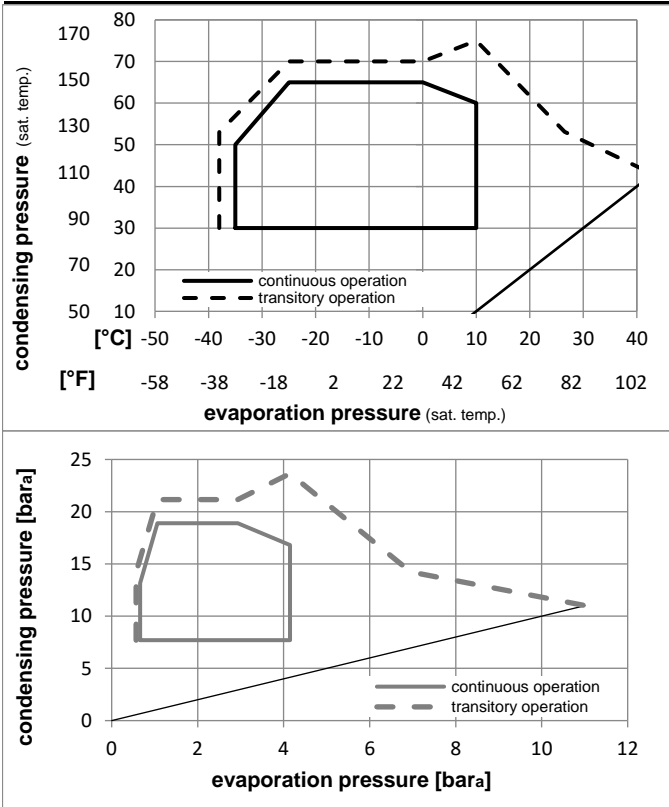 condensing pressure (sat. temp.)
170 80
70
150
60
130
50
110
40
90 30
70 20
50 10
continuous operation
transitory operation
[°C] -50 -40 -30 -20 -10 0 10 20 30 40
[°F] -58 -38 -18 2 22 42 62 82 102
evaporation pressure (sat. temp.)
condensing pressure [bara]
25
20
15
10
5
0
continuous operation
transitory operation
0 2 4 6 8 10 12
evaporation pressure [bara]